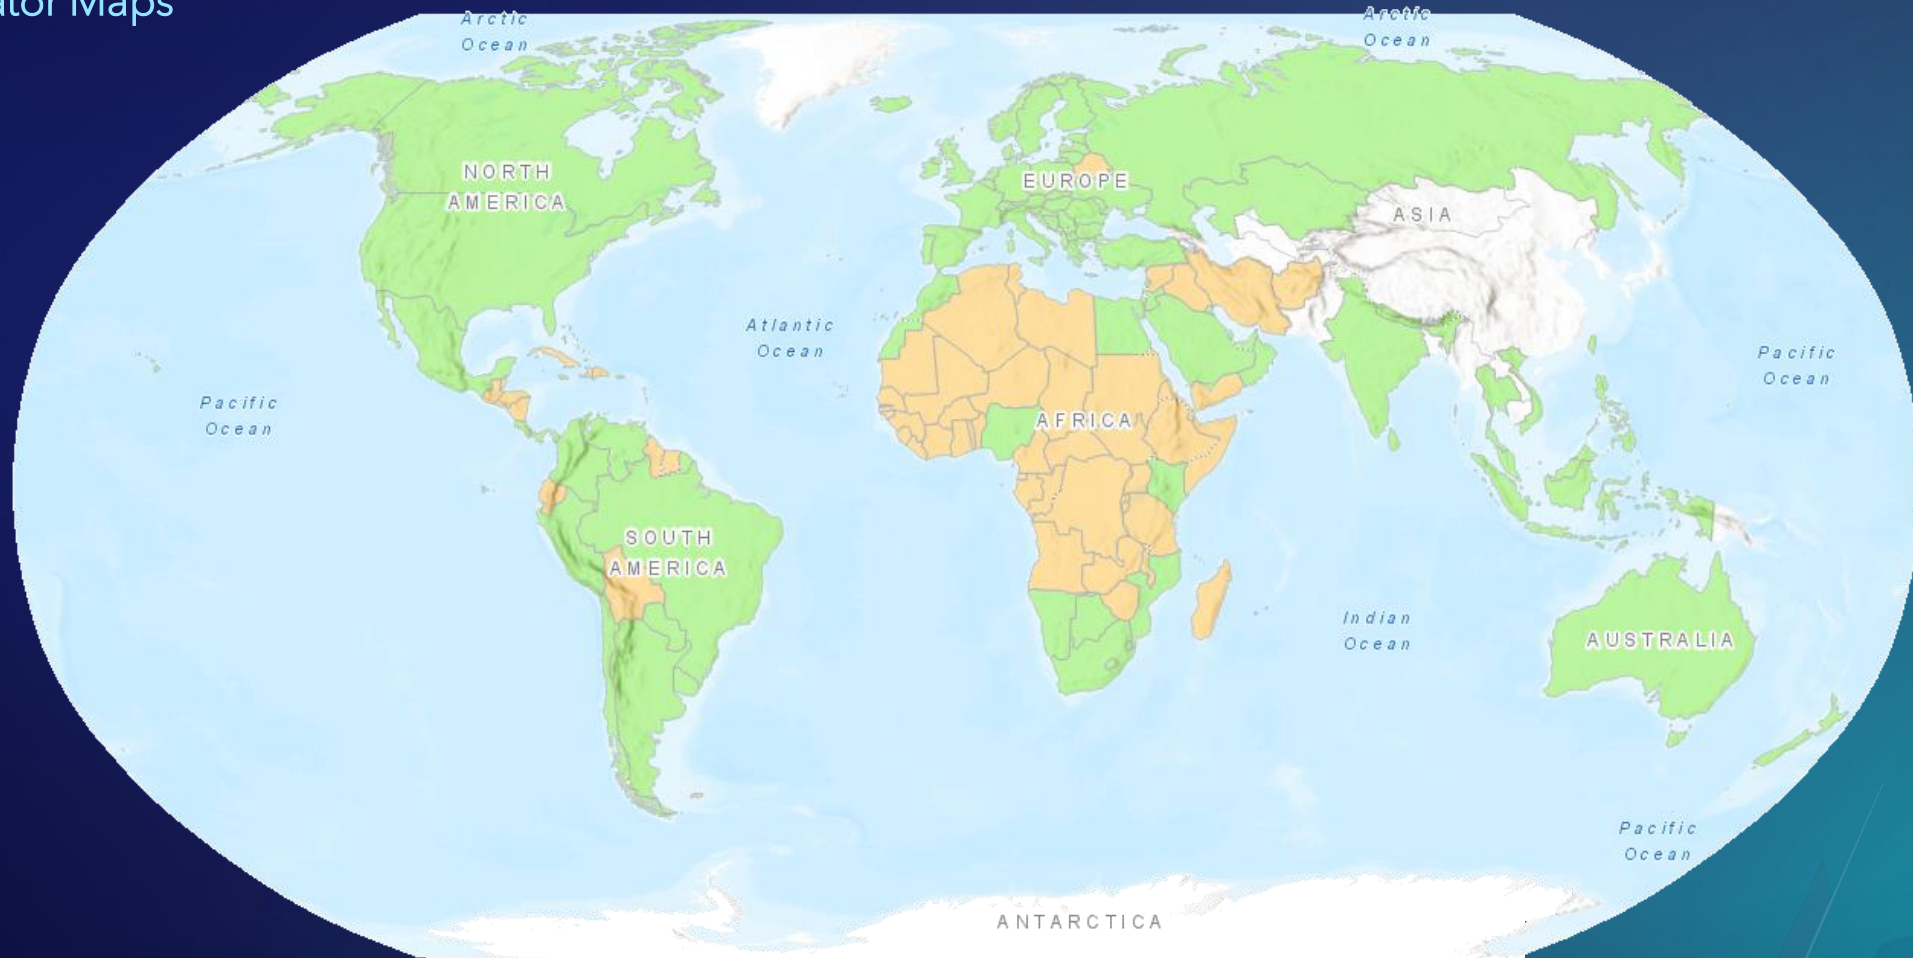 Maps
Arctic
Ocean
Arctic
Ocean
NORTH
AMERICA
EUROPE
ASIA
Atlantic
Ocean
Pacific
Ocean
Pacific
Ocean
AFRICA
SOUTH
AMERICA
Indian
Ocean
AUSTRALIA
Pacific
Ocean
ANTARCTICA